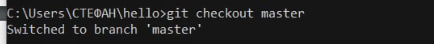 C:\Users\СТЕФАН\hello>git checkout master
Switched to branch 'master'